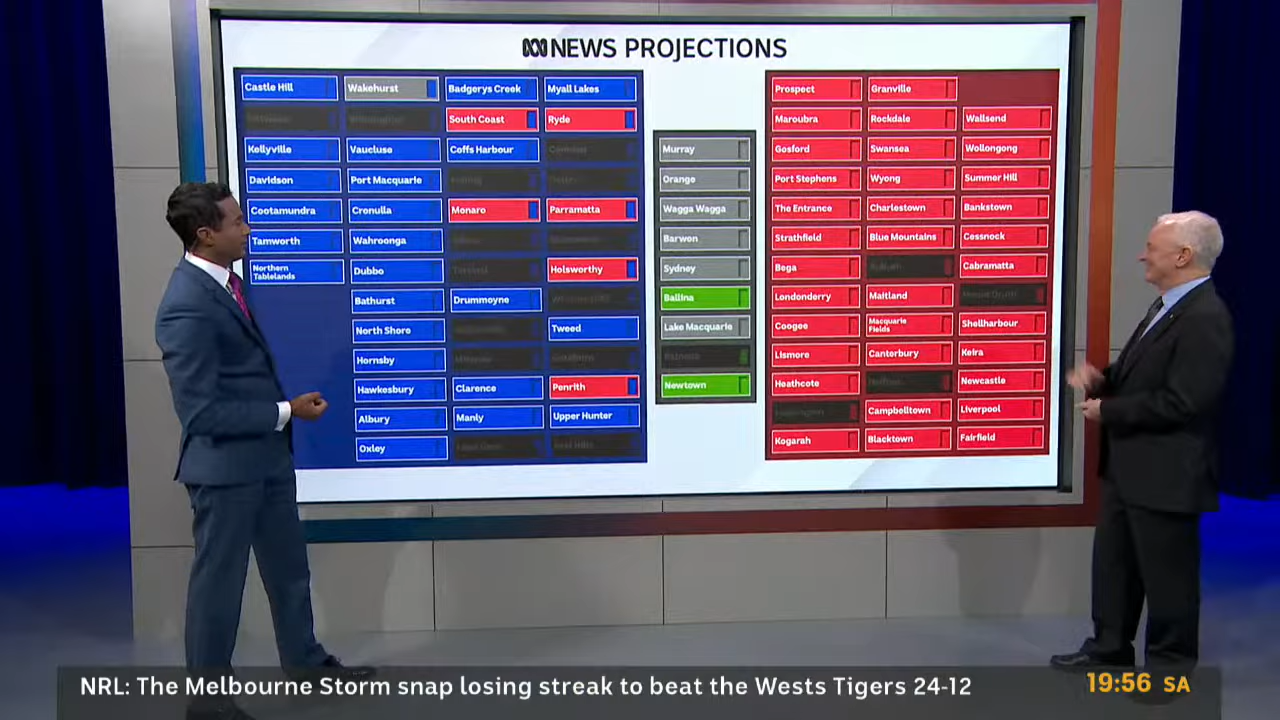 ABC NEWS PROJECTIONS
Castle Hill
Wakehurst
Badgerys Creek
Myall Lakes
South Coast
Ryde
Kellyville
Vaucluse
Coffs Harbour
Davidson
Port Macquarie
Cootamundra
Cronulla
Monaro
Parramatta
Tamworth
Wahroonga
Northern
Tablelands
Dubbo
Holsworthy
Bathurst
Drummoyne
North Shore
Tweed
Hornsby
Hawkesbury
Clarence
Penrith
Albury
Manly
Upper Hunter
Oxley
Murray
Orange
Wagga Wagga
Barwon
Sydney
Ballina
Lake Macquarie
Newtown
Prospect
Granville
Maroubra
Rockdale
Wallsend
Gosford
Swansea
Wollongong
Port Stephens
Wyong
Summer Hill
The Entrance
Charlestown
Bankstown
Strathfield
Blue Mountains
Cessnock
Bega
Cabramatta
Londonderry
Maitland
Coogee
Macquarie
Fields
Shellharbour
Lismore
Canterbury
Keira
Heathcote
Newcastle
Campbelltown
Liverpool
Kogarah
Blacktown
Fairfield
NRL: The Melbourne Storm snap losing streak to beat the Wests Tigers 24-12
19:56 SA